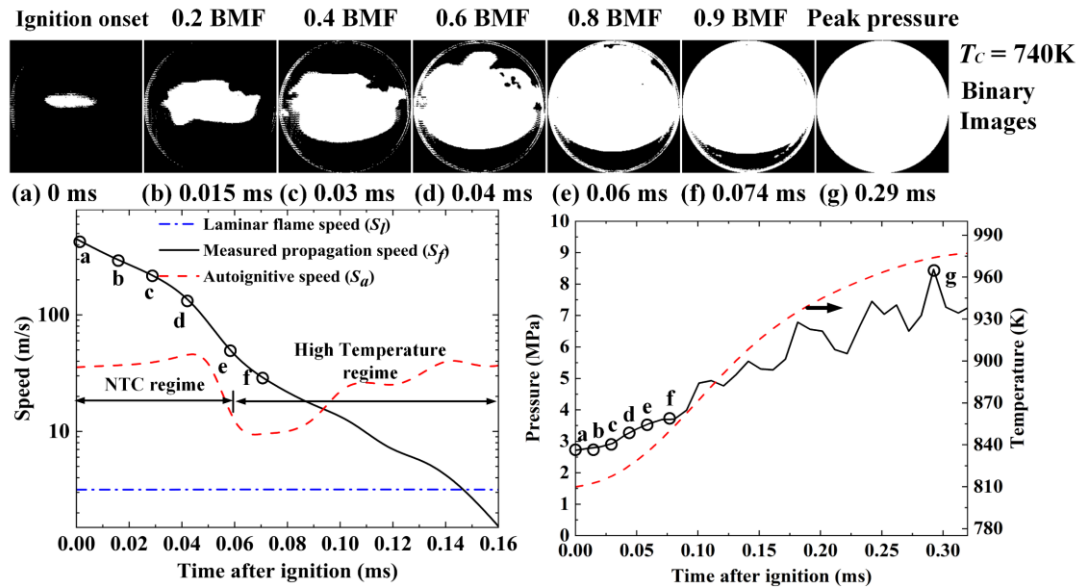 Ignition onset 0.2 BMF 0.4 BMF 0.6 BMF 0.8 BMF 0.9 BMF Peak pressure
T_C = 740K
Binary
Images
(a) 0 ms (b) 0.015 ms (c) 0.03 ms (d) 0.04 ms (e) 0.06 ms (f) 0.074 ms (g) 0.29 ms
Laminar flame speed (S_l)
Measured propagation speed (S_f)
Autoignitive speed (S_a)
a
b
c
d
e
f
NTC regime
High Temperature
regime
100
10
Speed (m/s)
0.00 0.02 0.04 0.06 0.08 0.10 0.12 0.14 0.16
Time after ignition (ms)
10
9
8
7
6
5
4
3
2
1
0
Pressure (MPa)
a b c d e f
g
990
960
930
900
870
840
810
780
Temperature (K)
0.00 0.05 0.10 0.15 0.20 0.25 0.30
Time after ignition (ms)